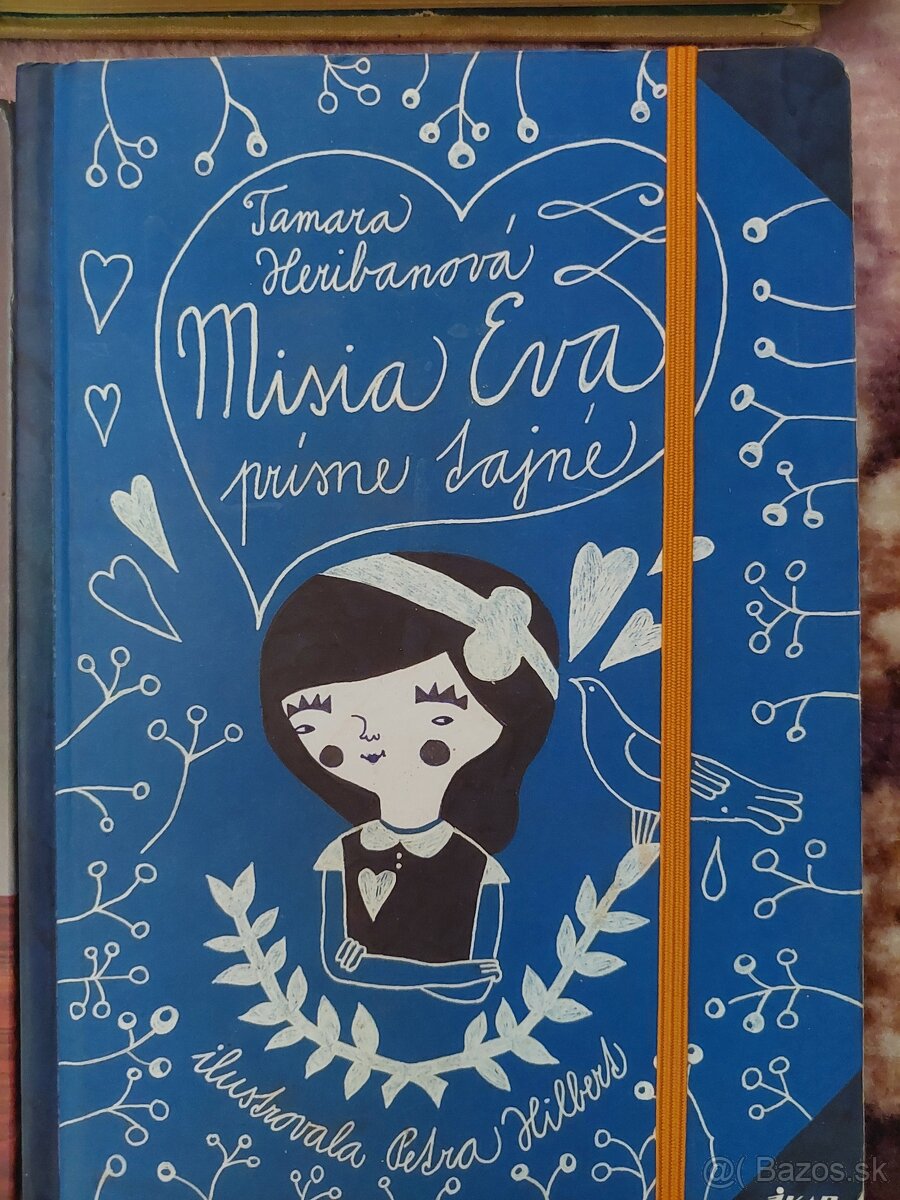 Tamara
Heribanová
Misia Eva
prísne tajné
ilustrovala Petra Hilbert
@( Bazos.sk